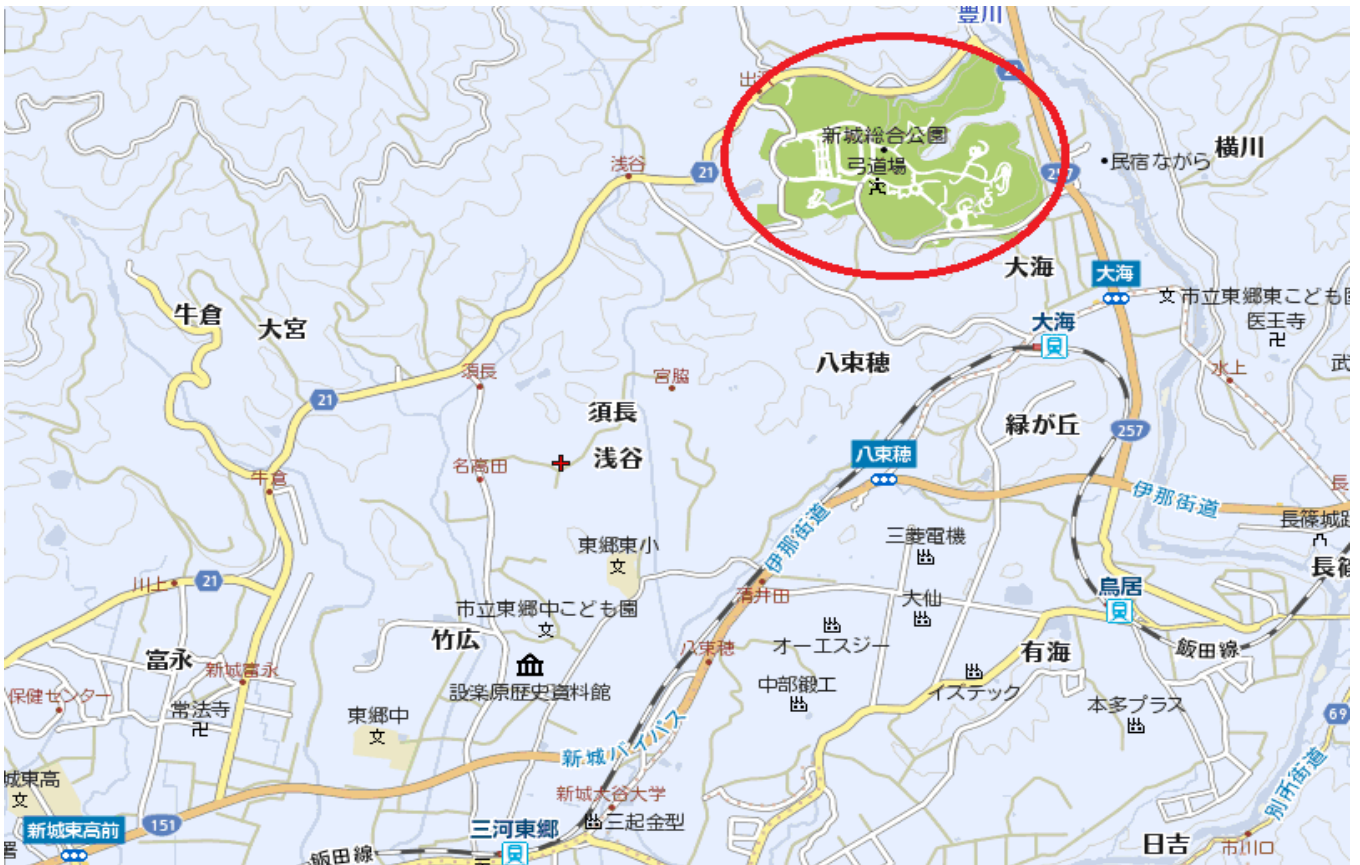 豊川
出沢
21
新城総合公園
弓道場
257
民宿ながら
横川
浅谷
21
大海
大海
市立東郷東こども園
医王寺
大海
牛倉
大宮
八束穂
水上
武
須長
宮脇
21
須長
緑が丘
257
名高田
浅谷
八束穂
牛倉
伊那街道
長
伊那街道
長篠城跡
三菱電機
東郷東小
長篠
川上
21
清井田
大仙
鳥居
市立東郷中こども園
オーエスジー
竹広
八束穂
有海
飯田線
富永
新城富永
保健センター
設楽原歴史資料館
中部鍛工
イズテック
本多プラス
常法寺
東郷中
69
新城バイパス
城東高
新城大谷大学
別所街道
新城東高前
151
三河東郷
三起金型
署
飯田線
日吉
市川口